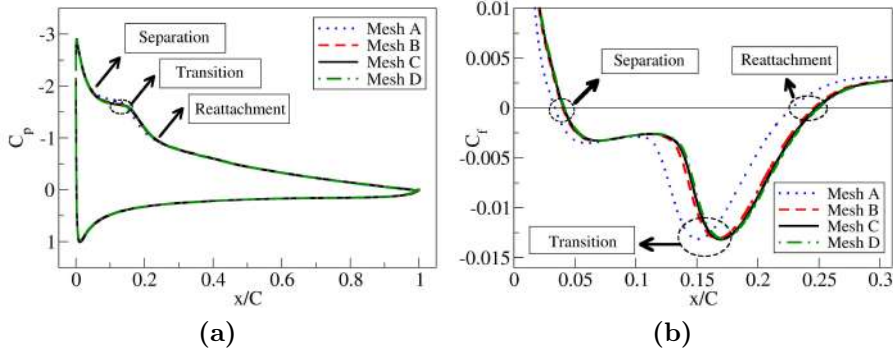 -3
-2
-1
0
1
C_p
0
0.2
0.4
0.6
0.8
1
x/C
Separation
Transition
Reattachment
Mesh A
Mesh B
Mesh C
Mesh D
(a)
0.01
0.005
0
-0.005
-0.01
-0.015
C_f
0
0.05
0.1
0.15
0.2
0.25
0.3
x/C
Separation
Reattachment
Transition
Mesh A
Mesh B
Mesh C
Mesh D
(b)